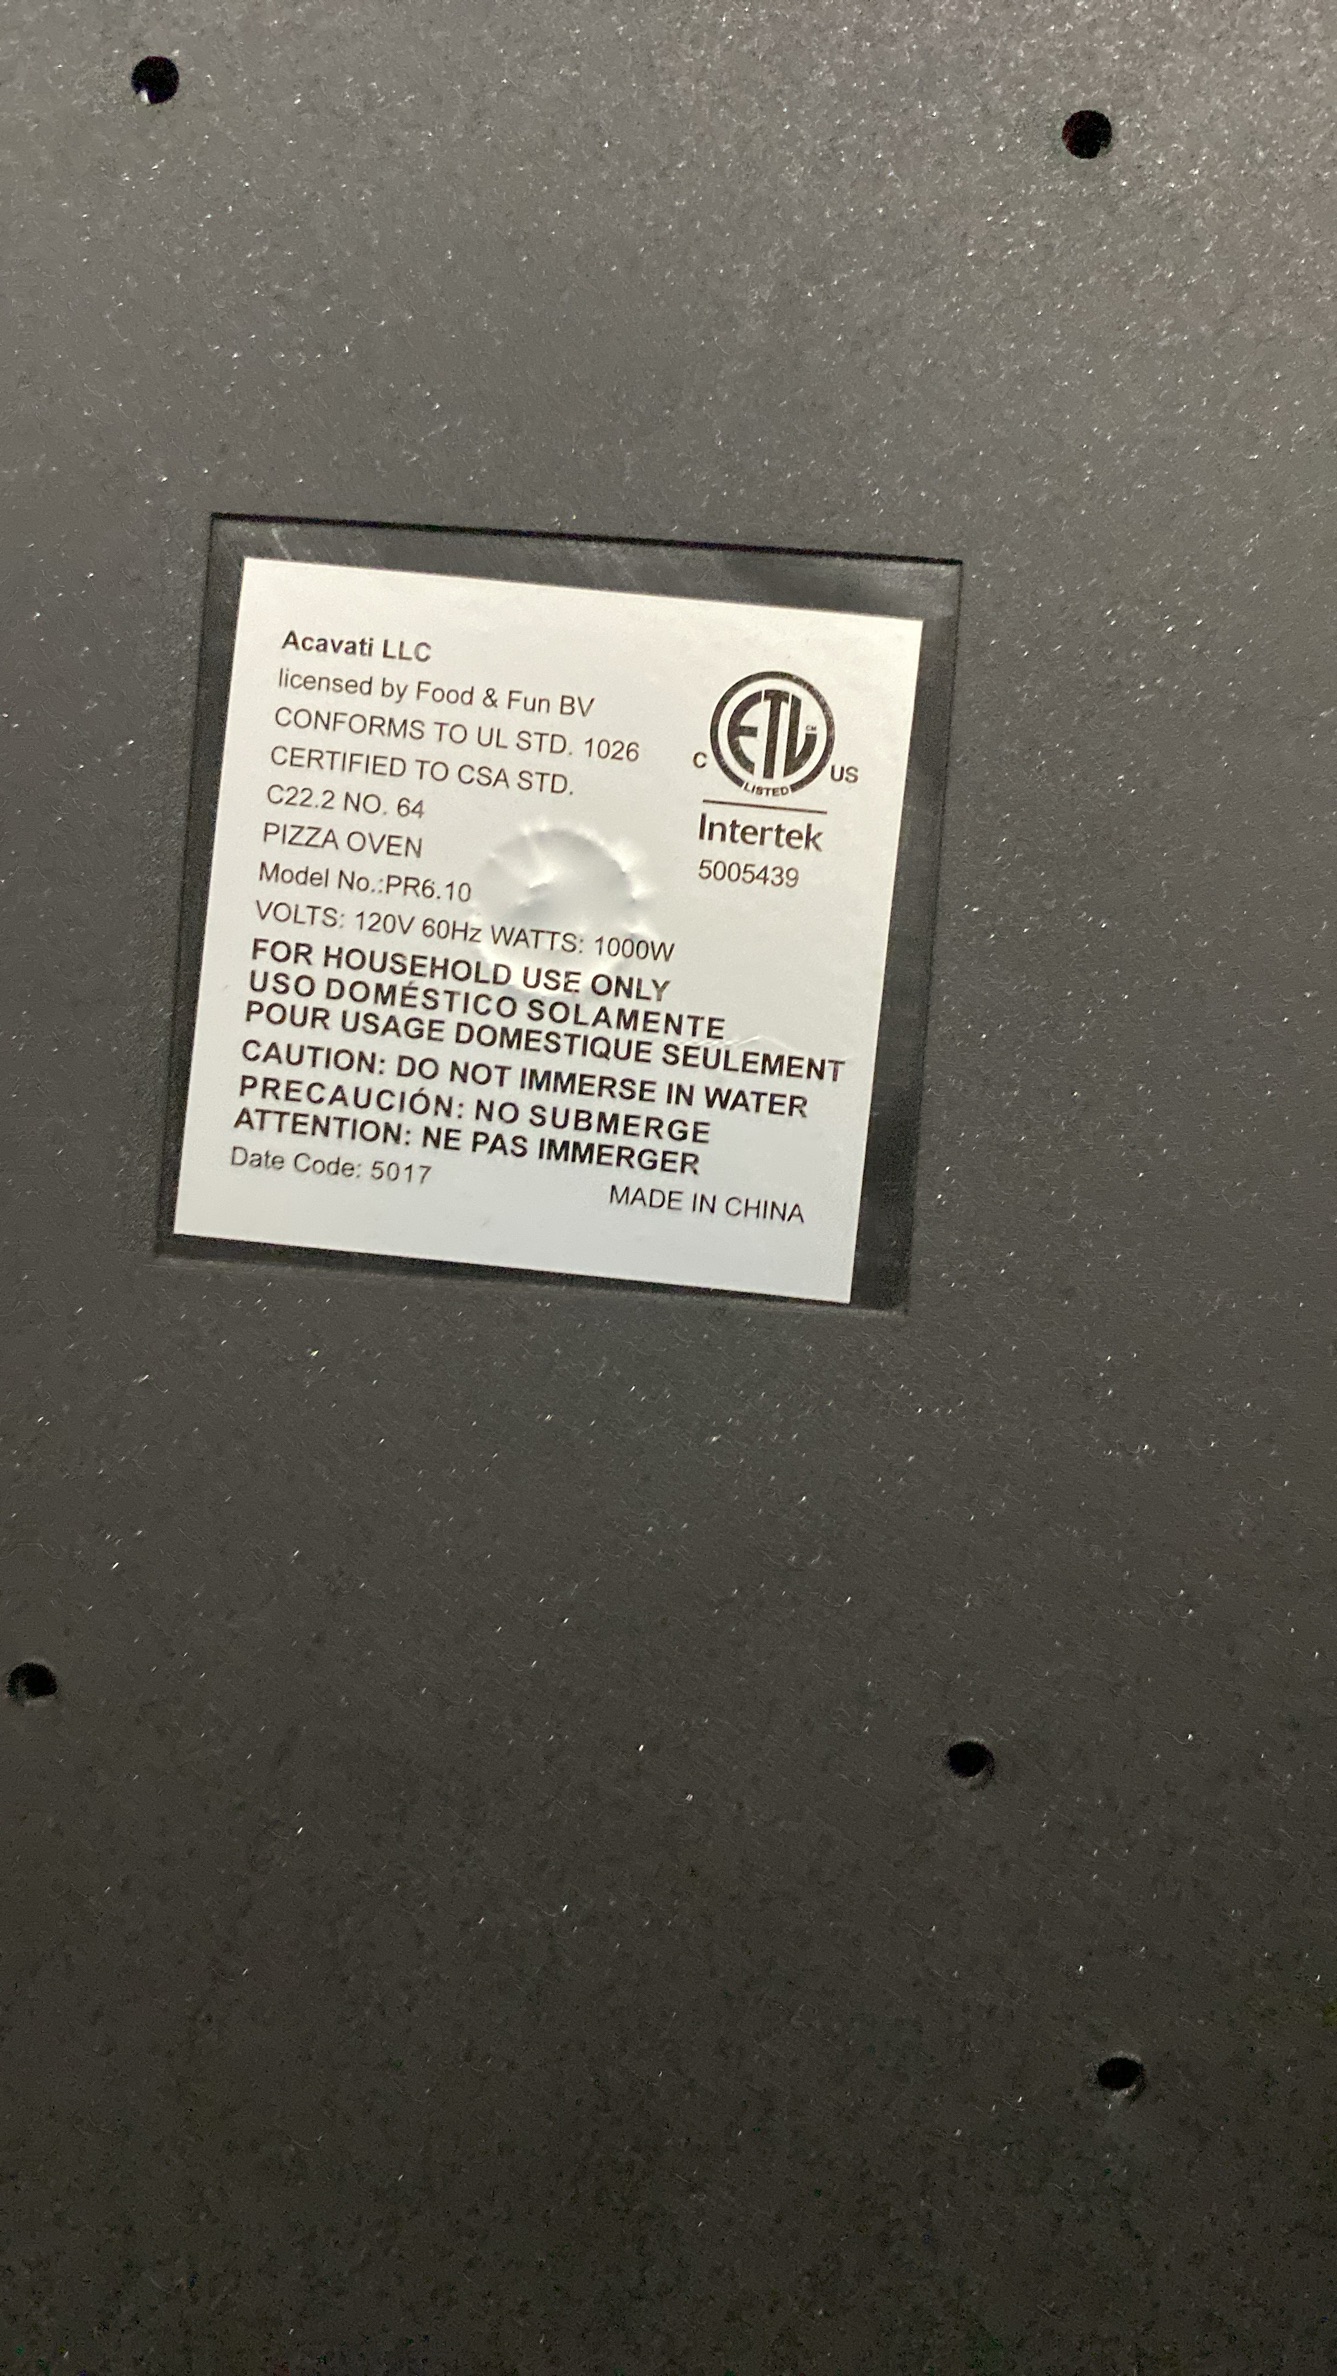 Acavati LLC
licensed by Food & Fun BV
CONFORMS TO UL STD. 1026
CERTIFIED TO CSA STD.
C22.2 NO. 64
PIZZA OVEN
Model No.:PR6.10
VOLTS: 120V 60Hz WATTS: 1000W
FOR HOUSEHOLD USE ONLY
USO DOMÉSTICO SOLAMENTE
POUR USAGE DOMESTIQUE SEULEMENT
CAUTION: DO NOT IMMERSE IN WATER
PRECAUCIÓN: NO SUBMERGE
ATTENTION: NE PAS IMMERGER
Date Code: 5017
MADE IN CHINA
ETL CM
C US
LISTED
Intertek
5005439